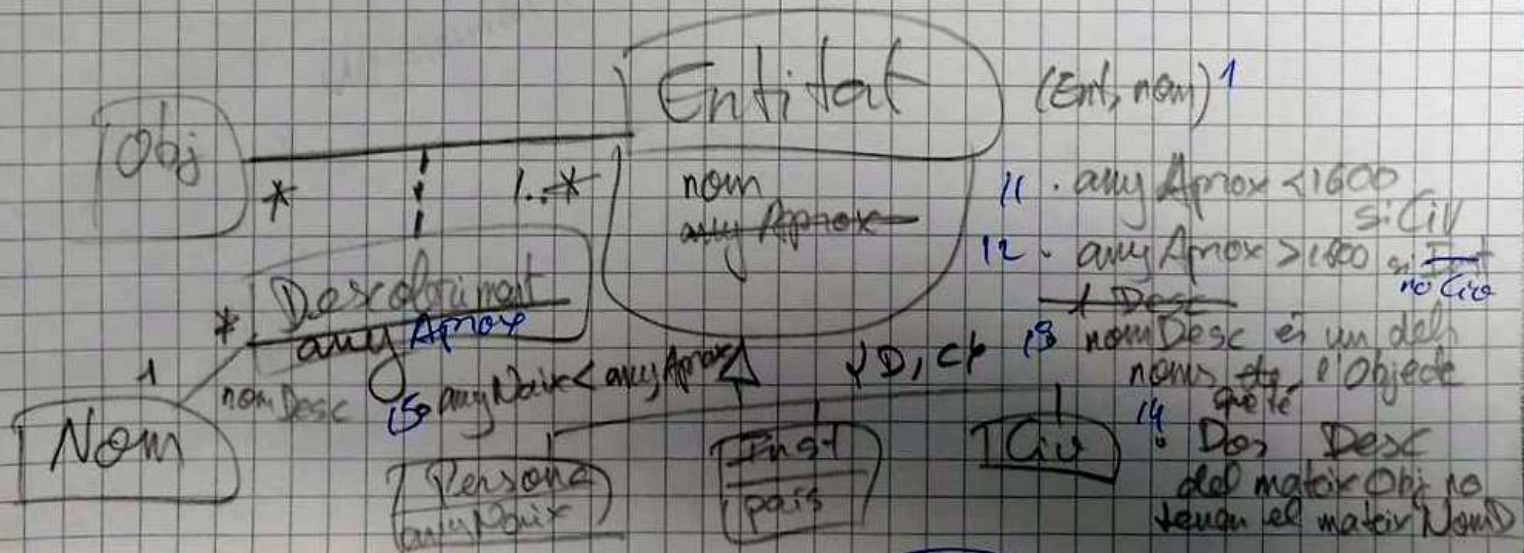 Entitat
(Ent, nom) 1
Obj
* 1..*
nom
any Aprox
11 · any Aprox <1600
si Civ
12 · any Aprox >1600 si Inst
no Civ
Descobriment
any Aprox
* 
1 Desc
13 nomDesc és un dels
noms de l'Objecte
que té
1
nomDesc
15 · anyNaix < anyAprox
{D, C}
Nom
Persona
anyNaix
Inst
país
Civ
14 · Dos Desc
del mateix Obj no
tenen el mateix NomD